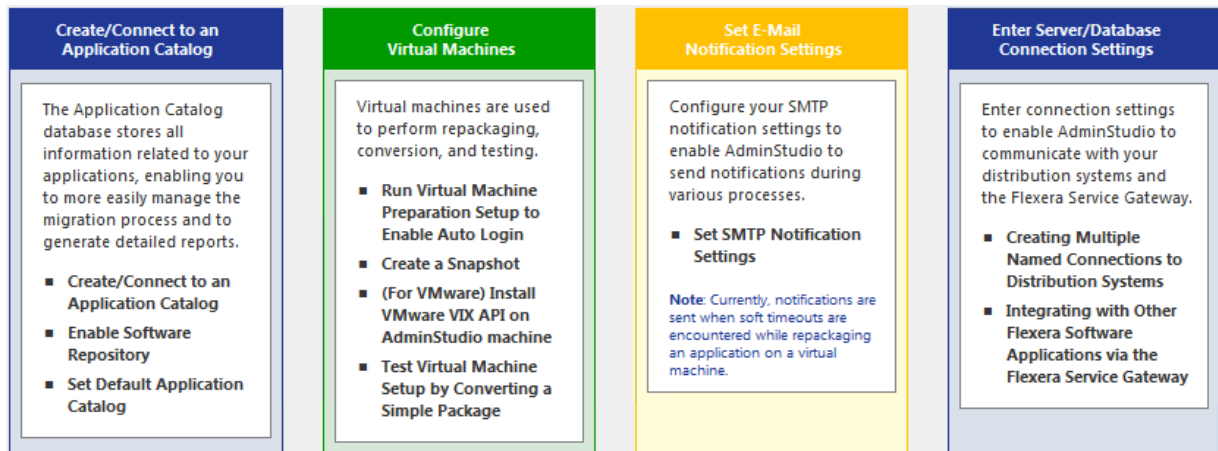 Create/Connect to an
Application Catalog
The Application Catalog
database stores all
information related to your
applications, enabling you
to more easily manage the
migration process and to
generate detailed reports.
■ Create/Connect to an
Application Catalog
■ Enable Software
Repository
■ Set Default Application
Catalog
Configure
Virtual Machines
Virtual machines are used
to perform repackaging,
conversion, and testing.
■ Run Virtual Machine
Preparation Setup to
Enable Auto Login
■ Create a Snapshot
■ (For VMware) Install
VMware VIX API on
AdminStudio machine
■ Test Virtual Machine
Setup by Converting a
Simple Package
Set E-Mail
Notification Settings
Configure your SMTP
notification settings to
enable AdminStudio to
send notifications during
various processes.
■ Set SMTP Notification
Settings
Note: Currently, notifications are
sent when soft timeouts are
encountered while repackaging
an application on a virtual
machine.
Enter Server/Database
Connection Settings
Enter connection settings
to enable AdminStudio to
communicate with your
distribution systems and
the Flexera Service Gateway.
■ Creating Multiple
Named Connections to
Distribution Systems
■ Integrating with Other
Flexera Software
Applications via the
Flexera Service Gateway